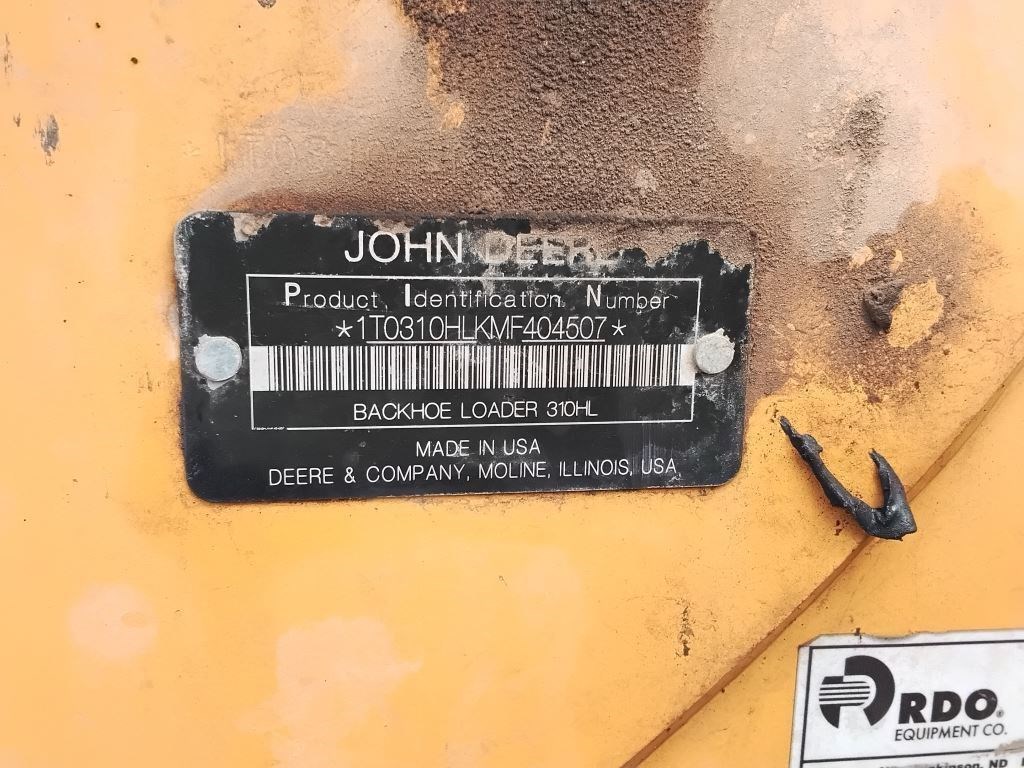 JOHN DEERE
Product Identification Number
*1T0310HLKMF404507*
BACKHOE LOADER 310HL
MADE IN USA
DEERE & COMPANY, MOLINE, ILLINOIS, USA
RDO®
EQUIPMENT CO.
ND